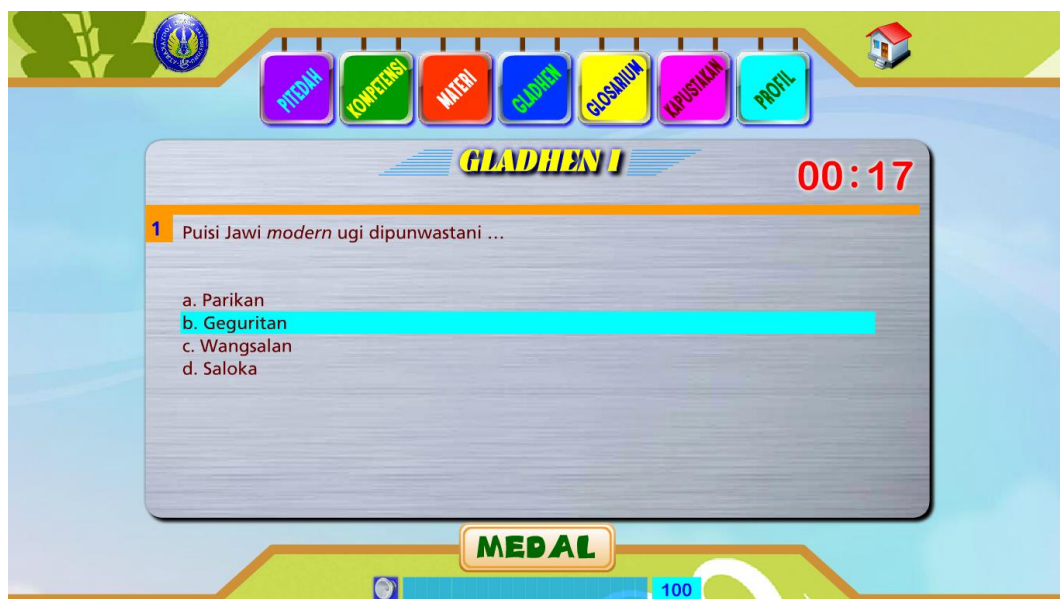 PITEDAH
KOMPETENSI
MATERI
GLADHEN
GLOSARIUM
KAPUSTAKAN
PROFIL
GLADHEN I
00:17
1 Puisi Jawi modern ugi dipunwastani ...
a. Parikan
b. Geguritan
c. Wangsalan
d. Saloka
MEDAL
100